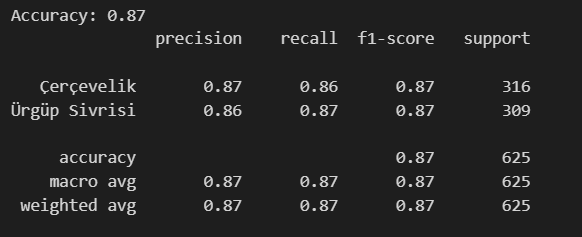 Accuracy: 0.87
precision recall f1-score support
Çerçevelik 0.87 0.86 0.87 316
Ürgüp Sivrisi 0.86 0.87 0.87 309
accuracy 0.87 625
macro avg 0.87 0.87 0.87 625
weighted avg 0.87 0.87 0.87 625